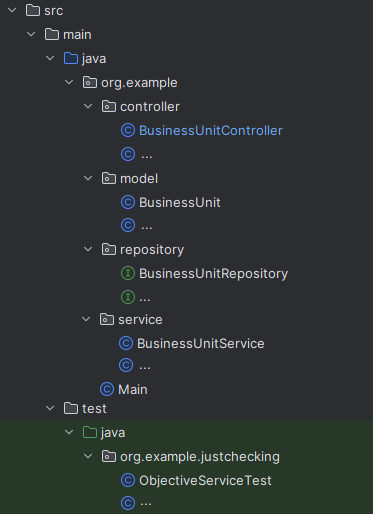 src
main
java
org.example
controller
BusinessUnitController
...
model
BusinessUnit
...
repository
BusinessUnitRepository
...
service
BusinessUnitService
...
Main
test
java
org.example.justchecking
ObjectiveServiceTest
...